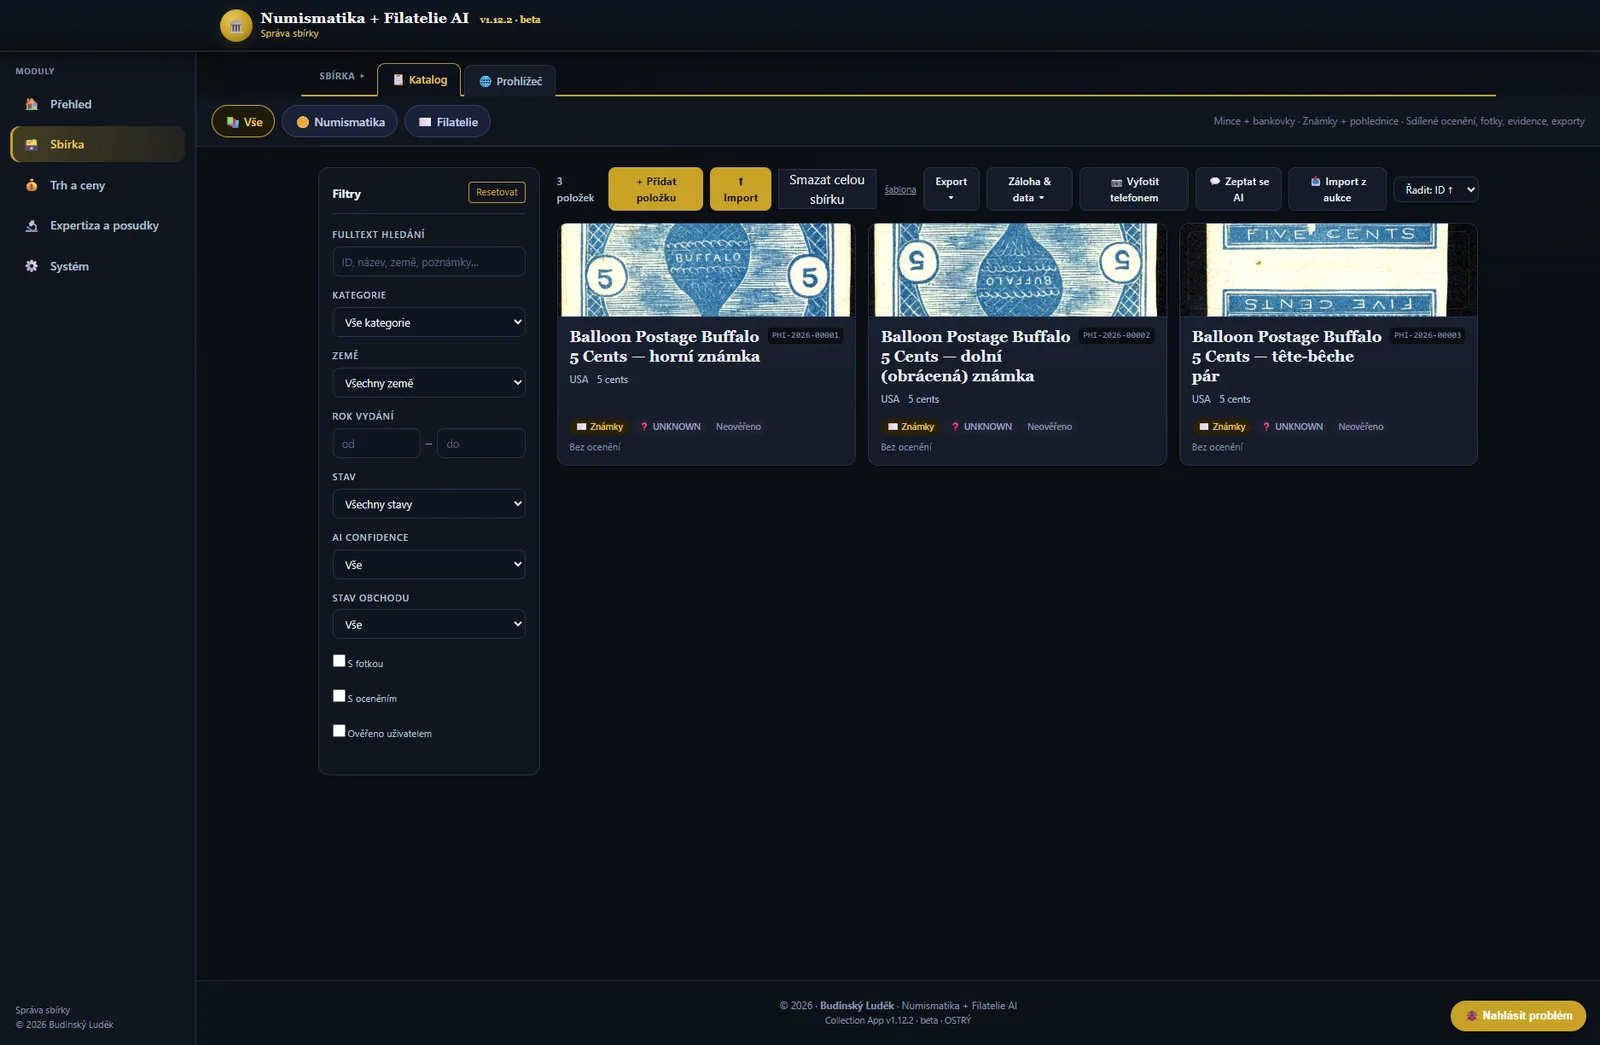 Numismatika + Filatelie AI v1.12.2 · beta
Správa sbírky
MODULY
Přehled
Sbírka
Trh a ceny
Expertiza a posudky
Systém
Správa sbírky
© 2026 Budinský Luděk
SBÍRKA ▸
Katalog
Prohlížeč
Vše
Numismatika
Filatelie
Mince + bankovky · Známky + pohlednice · Sdílené ocenění, fotky, evidence, exporty
Filtry
Resetovat
FULLTEXT HLEDÁNÍ
ID, název, země, poznámky...
KATEGORIE
Vše kategorie
ZEMĚ
Všechny země
ROK VYDÁNÍ
od – do
STAV
Všechny stavy
AI CONFIDENCE
Vše
STAV OBCHODU
Vše
S fotkou
S oceněním
Ověřeno uživatelem
3
položek
+ Přidat
položku
↑
Import
Smazat celou
sbírku
šablona
Export
▾
Záloha &
data ▾
Vyfotit
telefonem
Zeptat se
AI
Import z
aukce
Řadit: ID ↑
BUFFALO
5 5
Balloon Postage Buffalo
5 Cents — horní známka
PHI-2026-00001
USA 5 cents
Známky ❓ UNKNOWN Neověřeno
Bez ocenění
5 5
BUFFALO
Balloon Postage Buffalo
5 Cents — dolní
(obrácená) známka
PHI-2026-00002
USA 5 cents
Známky ❓ UNKNOWN Neověřeno
Bez ocenění
FIVE CENTS
FIVE CENTS
Balloon Postage Buffalo
5 Cents — tête-bêche
pár
PHI-2026-00003
USA 5 cents
Známky ❓ UNKNOWN Neověřeno
Bez ocenění
© 2026 · Budinský Luděk · Numismatika + Filatelie AI
Collection App v1.12.2 · beta · OSTRÝ
Nahlásit problém